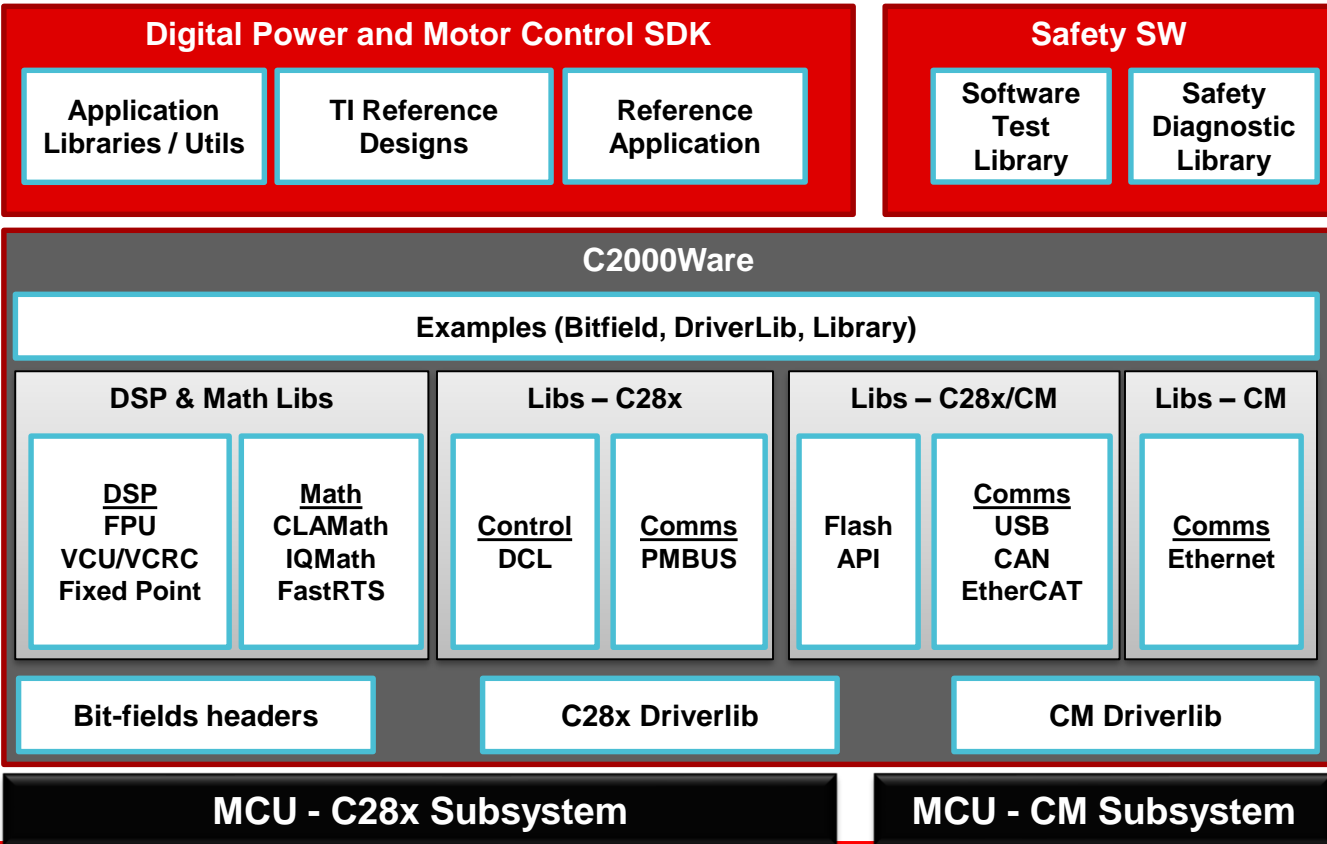 Digital Power and Motor Control SDK
Application
Libraries / Utils
TI Reference
Designs
Reference
Application
Safety SW
Software
Test
Library
Safety
Diagnostic
Library
C2000Ware
Examples (Bitfield, DriverLib, Library)
DSP & Math Libs
DSP
FPU
VCU/VCRC
Fixed Point
Math
CLAMath
IQMath
FastRTS
Libs – C28x
Control
DCL
Comms
PMBUS
Libs – C28x/CM
Flash
API
Comms
USB
CAN
EtherCAT
Libs – CM
Comms
Ethernet
Bit-fields headers
C28x Driverlib
CM Driverlib
MCU - C28x Subsystem
MCU - CM Subsystem